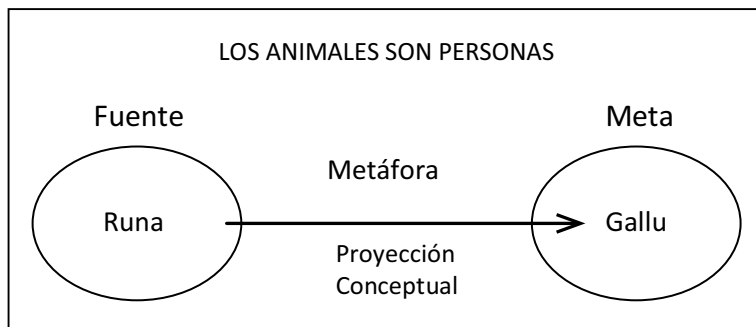 LOS ANIMALES SON PERSONAS
Fuente
Meta
Metáfora
Runa
Gallu
Proyección
Conceptual